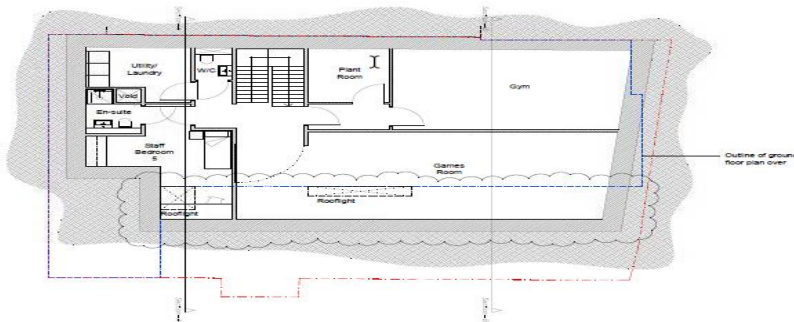 Utility/
Laundry
W/C
Plant
Room
Gym
Void
En-suite
Staff
Bedroom
5
Games
Room
Rooflight
Rooflight
Outline of ground
floor plan over